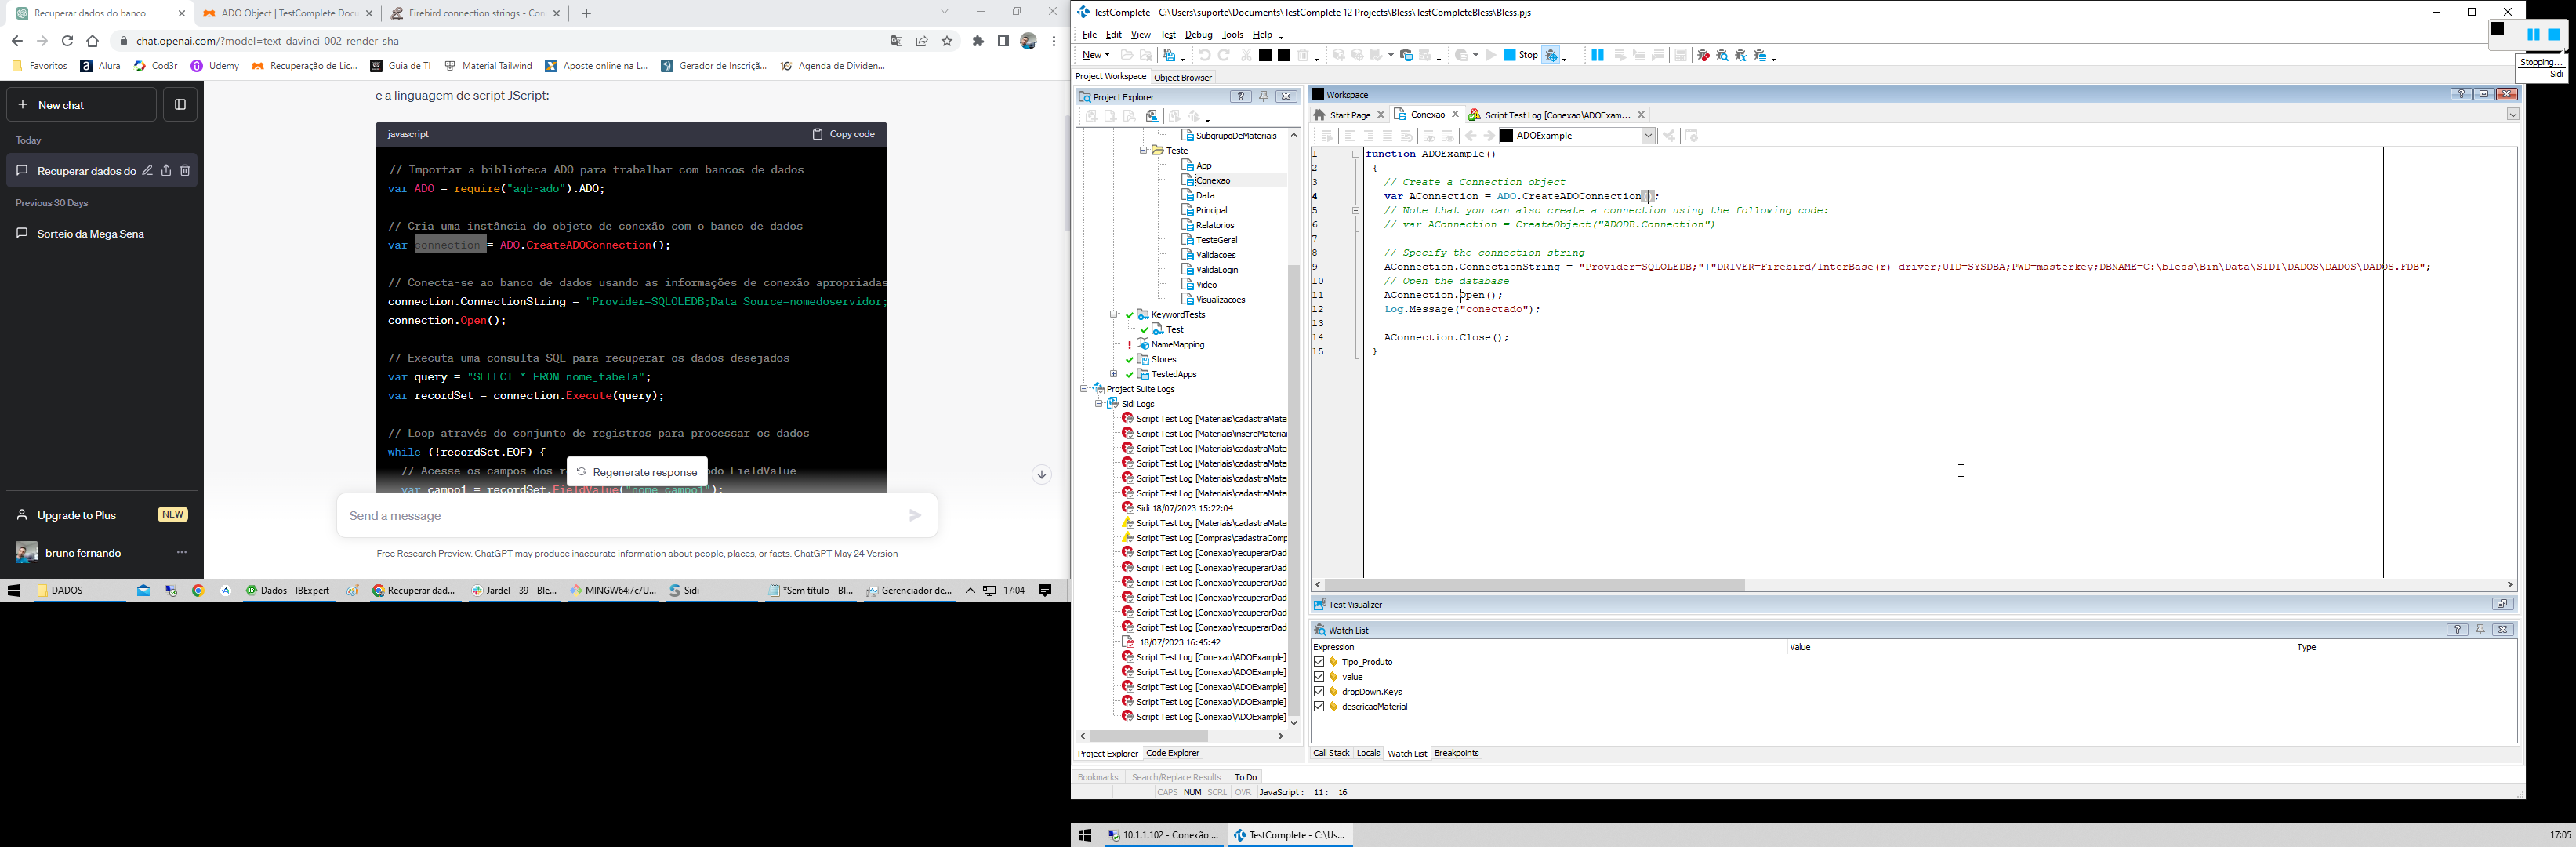 Recuperar dados do banco
ADO Object | TestComplete Docu
Firebird connection strings - Con
chat.openai.com/?model=text-davinci-002-render-sha
Favoritos
Alura
Cod3r
Udemy
Recuperação de Lic...
Guia de TI
Material Tailwind
Aposte online na L...
Gerador de Inscriçã...
Agenda de Dividen...
New chat
Today
Recuperar dados do
Previous 30 Days
Sorteio da Mega Sena
Upgrade to Plus
NEW
bruno fernando
e a linguagem de script JScript:
javascript
Copy code
// Importar a biblioteca ADO para trabalhar com bancos de dados
var ADO = require("aqb-ado").ADO;
// Cria uma instância do objeto de conexão com o banco de dados
var connection = ADO.CreateADOConnection();
// Conecta-se ao banco de dados usando as informações de conexão apropriadas
connection.ConnectionString = "Provider=SQLOLEDB;Data Source=nomedoservidor;
connection.Open();
// Executa uma consulta SQL para recuperar os dados desejados
var query = "SELECT * FROM nome_tabela";
var recordSet = connection.Execute(query);
// Loop através do conjunto de registros para processar os dados
while (!recordSet.EOF) {
// Acesse os campos dos re
do FieldValue
Regenerate response
var campo1 = recordSet.FieldValue("nome_campo1");
Send a message
Free Research Preview. ChatGPT may produce inaccurate information about people, places, or facts. ChatGPT May 24 Version
DADOS
Dados - IBExpert
Recuperar dad...
Jardel - 39 - Ble...
MINGW64:/c/U...
Sidi
*Sem título - Bl...
Gerenciador de...
17:04
TestComplete - C:\Users\suporte\Documents\TestComplete 12 Projects\Bless\TestCompleteBless\Bless.pjs
File Edit View Test Debug Tools Help
New
Stop
Stopping...
Sidi
Project Workspace
Object Browser
Project Explorer
SubgrupoDeMateriais
Teste
App
Conexao
Data
Principal
Relatorios
TesteGeral
Validacoes
ValidaLogin
Video
Visualizacoes
KeywordTests
Test
NameMapping
Stores
TestedApps
Project Suite Logs
Sidi Logs
Script Test Log [Materiais\cadastraMate
Script Test Log [Materiais\insereMateriai
Script Test Log [Materiais\cadastraMate
Script Test Log [Materiais\cadastraMate
Script Test Log [Materiais\cadastraMate
Script Test Log [Materiais\cadastraMate
Sidi 18/07/2023 15:22:04
Script Test Log [Materiais\cadastraMate
Script Test Log [Compras\cadastraComp
Script Test Log [Conexao\recuperarDad
Script Test Log [Conexao\recuperarDad
Script Test Log [Conexao\recuperarDad
Script Test Log [Conexao\recuperarDad
Script Test Log [Conexao\recuperarDad
Script Test Log [Conexao\recuperarDad
18/07/2023 16:45:42
Script Test Log [Conexao\ADOExample]
Script Test Log [Conexao\ADOExample]
Script Test Log [Conexao\ADOExample]
Script Test Log [Conexao\ADOExample]
Script Test Log [Conexao\ADOExample]
Project Explorer
Code Explorer
Workspace
Start Page
Conexao
Script Test Log [Conexao\ADOExam...
ADOExample
1 function ADOExample()
2 {
3 // Create a Connection object
4 var AConnection = ADO.CreateADOConnection();
5 // Note that you can also create a connection using the following code:
6 // var AConnection = CreateObject("ADODB.Connection")
7
8 // Specify the connection string
9 AConnection.ConnectionString = "Provider=SQLOLEDB;"+"DRIVER=Firebird/InterBase(r) driver;UID=SYSDBA;PWD=masterkey;DBNAME=C:\bless\Bin\Data\SIDI\DADOS\DADOS\DADOS.FDB";
10 // Open the database
11 AConnection.Open();
12 Log.Message("conectado");
13
14 AConnection.Close();
15 }
Test Visualizer
Watch List
Expression
Value
Type
Tipo_Produto
value
dropDown.Keys
descricaoMaterial
Call Stack
Locals
Watch List
Breakpoints
Bookmarks
Search/Replace Results
To Do
CAPS NUM SCRL OVR JavaScript: 11: 16
10.1.1.102 - Conexão ...
TestComplete - C:\Us...
17:05